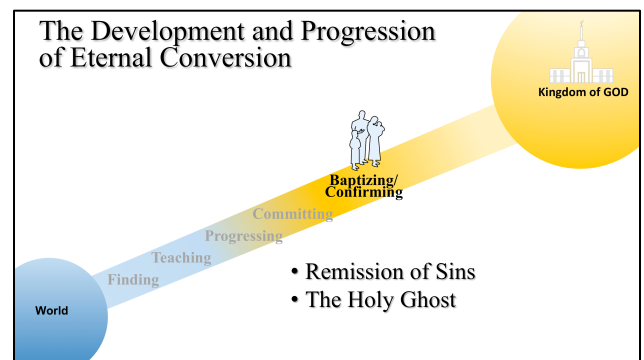 The Development and Progression
of Eternal Conversion
Kingdom of GOD
Baptizing/
Confirming
Committing
Progressing
Teaching
Finding
World
• Remission of Sins
• The Holy Ghost